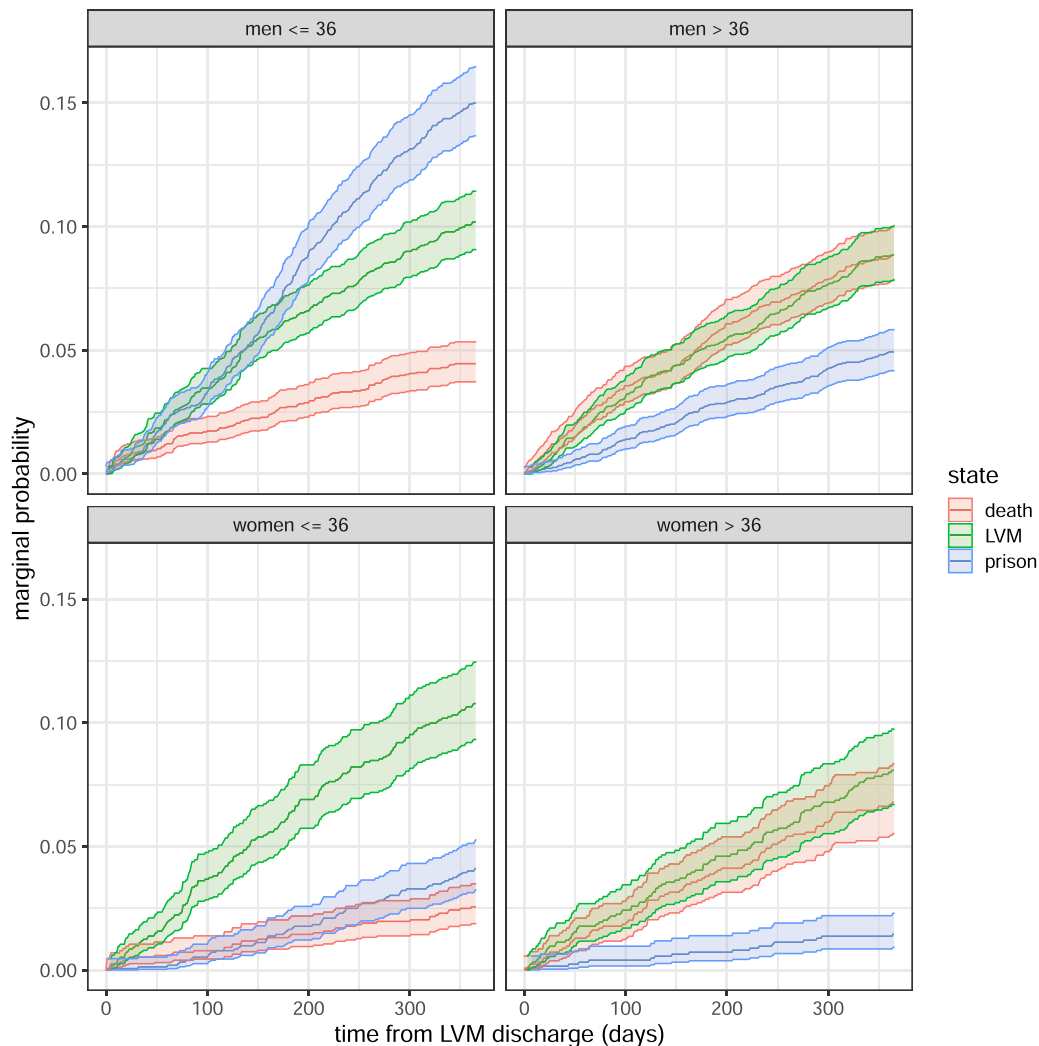 men <= 36
men > 36
0.15
0.10
0.05
0.00
women <= 36
women > 36
0.15
0.10
0.05
0.00
0
100
200
300
0
100
200
300
time from LVM discharge (days)
marginal probability
state
death
LVM
prison